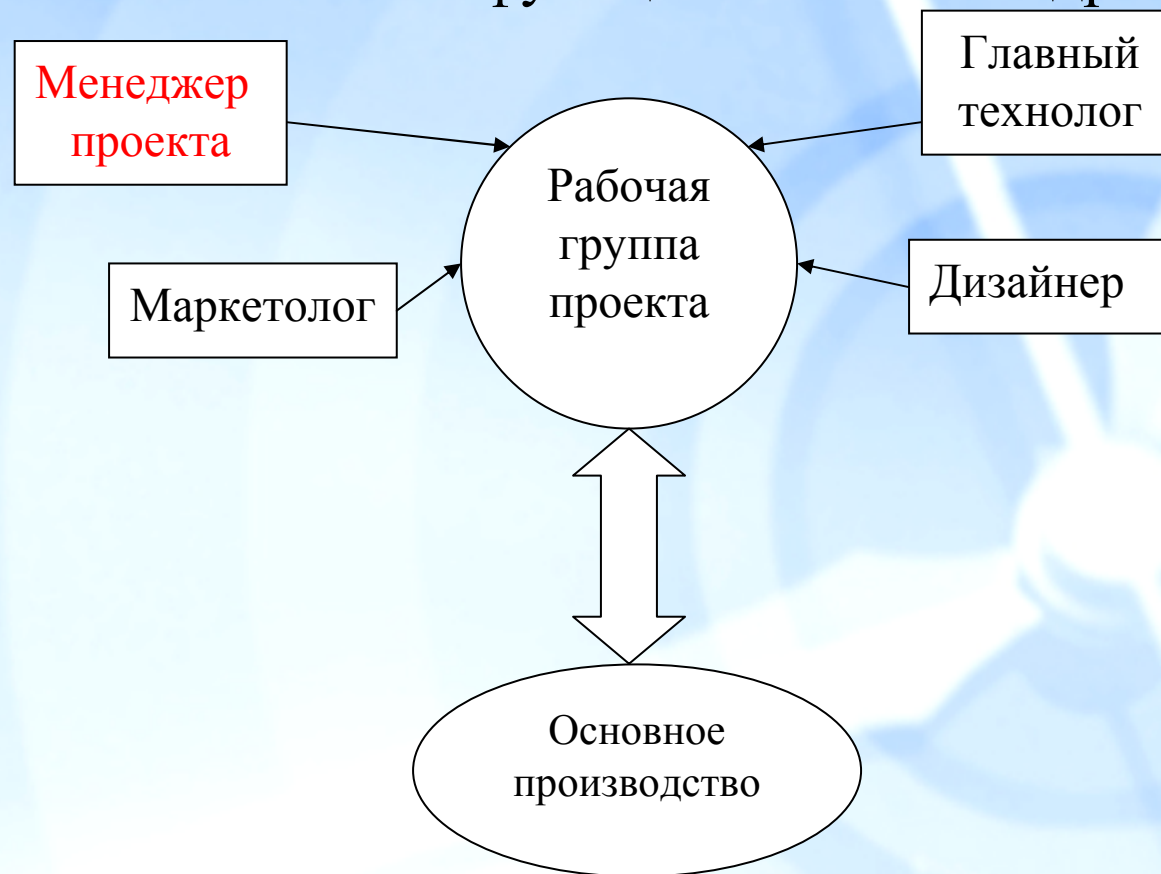 Менеджер
проекта
Главный
технолог
Рабочая
группа
проекта
Маркетолог
Дизайнер
Основное
производство